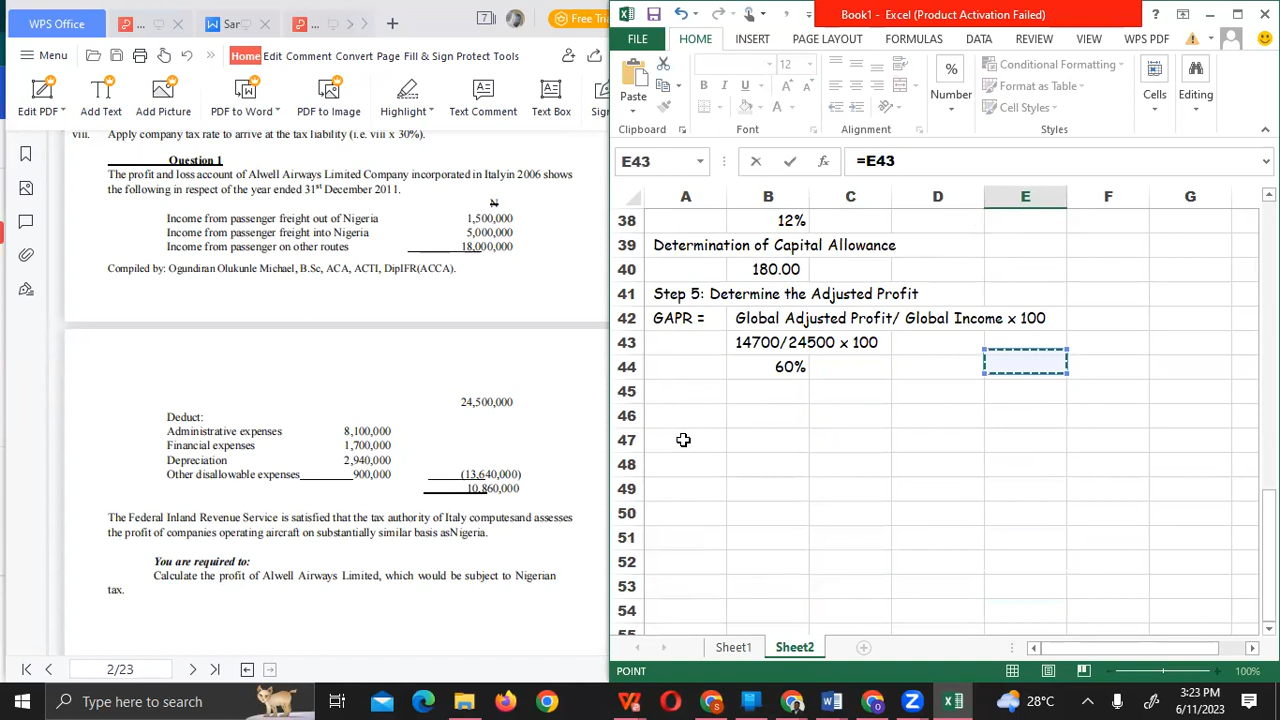 WPS Office
...
Sar
...
7
Free Tria
Menu
Home Edit Comment Convert Page Fill & Sign Protect Tools
Edit PDF
Add Text
Add Picture
PDF to Word
PDF to Image
Highlight
Text Comment
Text Box
Sign
viii. Apply company tax rate to arrive at the tax liability (i.e. viii x 30%).
Question 1
The profit and loss account of Alwell Airways Limited Company incorporated in Italyin 2006 shows
the following in respect of the year ended 31st December 2011.
N
Income from passenger freight out of Nigeria 1,500,000
Income from passenger freight into Nigeria 5,000,000
Income from passenger on other routes 18,000,000
Compiled by: Ogundiran Olukunle Michael, B.Sc, ACA, ACTI, DipIFR(ACCA).
24,500,000
Deduct:
Administrative expenses 8,100,000
Financial expenses 1,700,000
Depreciation 2,940,000
Other disallowable expenses 900,000 (13,640,000)
10,860,000
The Federal Inland Revenue Service is satisfied that the tax authority of Italy computesand assesses
the profit of companies operating aircraft on substantially similar basis asNigeria.
You are required to:
Calculate the profit of Alwell Airways Limited, which would be subject to Nigerian
tax.
2/23
Book1 - Excel (Product Activation Failed)
FILE HOME INSERT PAGE LAYOUT FORMULAS DATA REVIEW VIEW WPS PDF
Paste
12
A A
B I U
Conditional Formatting
Format as Table
Cell Styles
%
Number
Cells
Editing
Clipboard Font Alignment Styles
E43 fx =E43
A B C D E F G
38 12%
39 Determination of Capital Allowance
40 180.00
41 Step 5: Determine the Adjusted Profit
42 GAPR = Global Adjusted Profit/ Global Income x 100
43 14700/24500 x 100
44 60%
45
46
47
48
49
50
51
52
53
54
55
Sheet1 Sheet2
POINT 100%
Type here to search
28°C
3:23 PM
6/11/2023